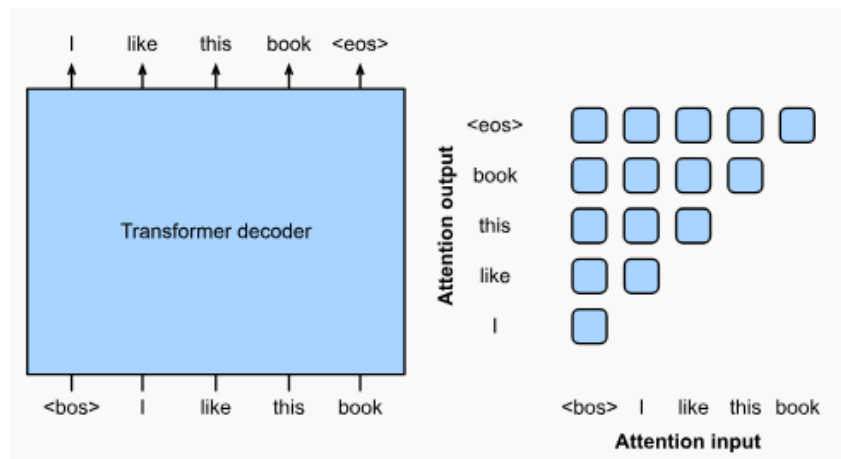 I like this book <eos>
Transformer decoder
<bos> I like this book
Attention output
<eos>
book
this
like
I
<bos> I like this book
Attention input